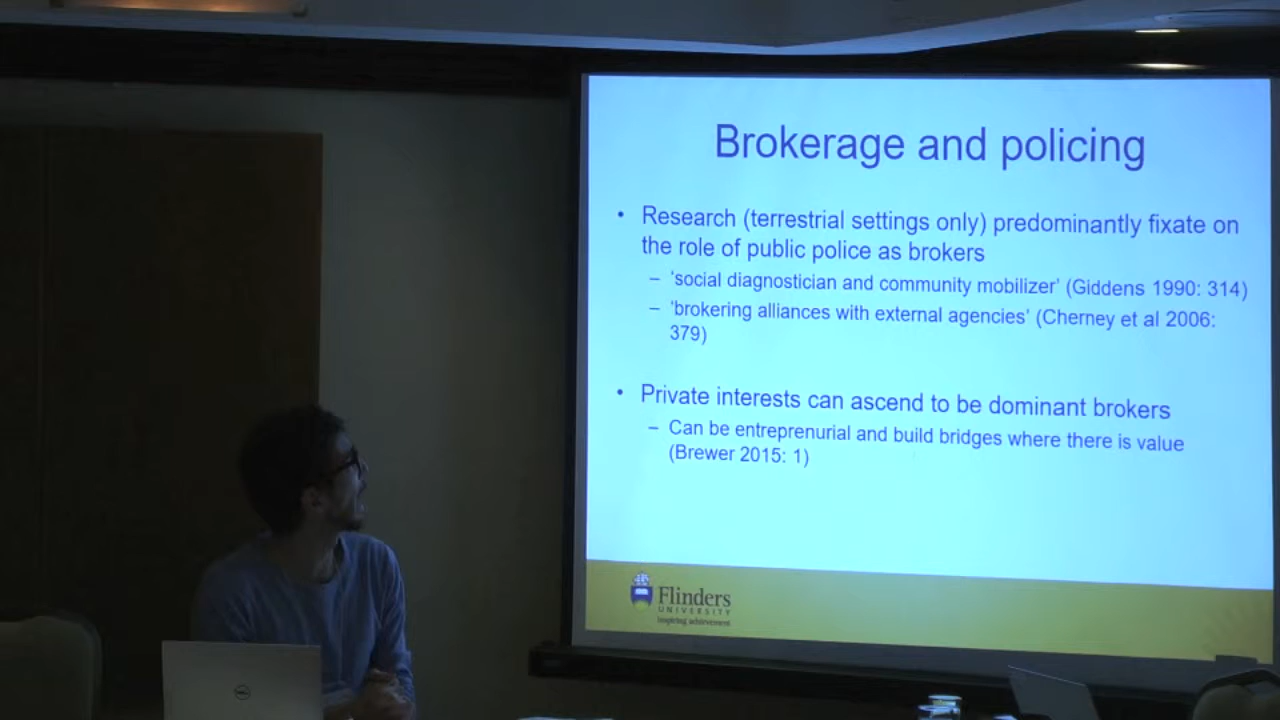 Brokerage and policing
• Research (terrestrial settings only) predominantly fixate on
the role of public police as brokers
– ‘social diagnostician and community mobilizer’ (Giddens 1990: 314)
– ‘brokering alliances with external agencies’ (Cherney et al 2006:
379)
• Private interests can ascend to be dominant brokers
– Can be entreprenurial and build bridges where there is value
(Brewer 2015: 1)
Flinders
UNIVERSITY
inspiring achievement
DELL